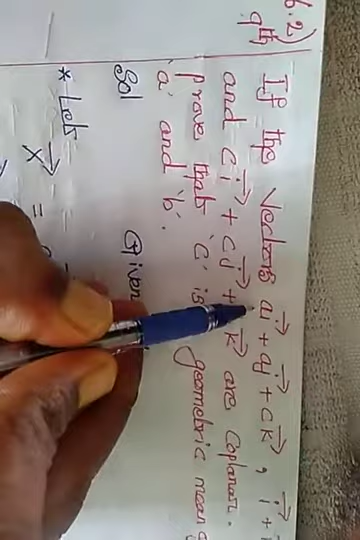 6.2)
9th
If the vectors ai⃗ + aj⃗ + ck⃗ , i⃗ +
and ci⃗ + cj⃗ + k⃗ are Coplanar.
prove that 'c' is geometric mean
'a' and 'b'.
Sol Given
* Let
x⃗ =